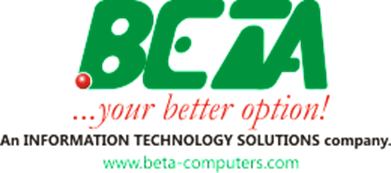 BETA
...your better option!
An INFORMATION TECHNOLOGY SOLUTIONS company.
www.beta-computers.com